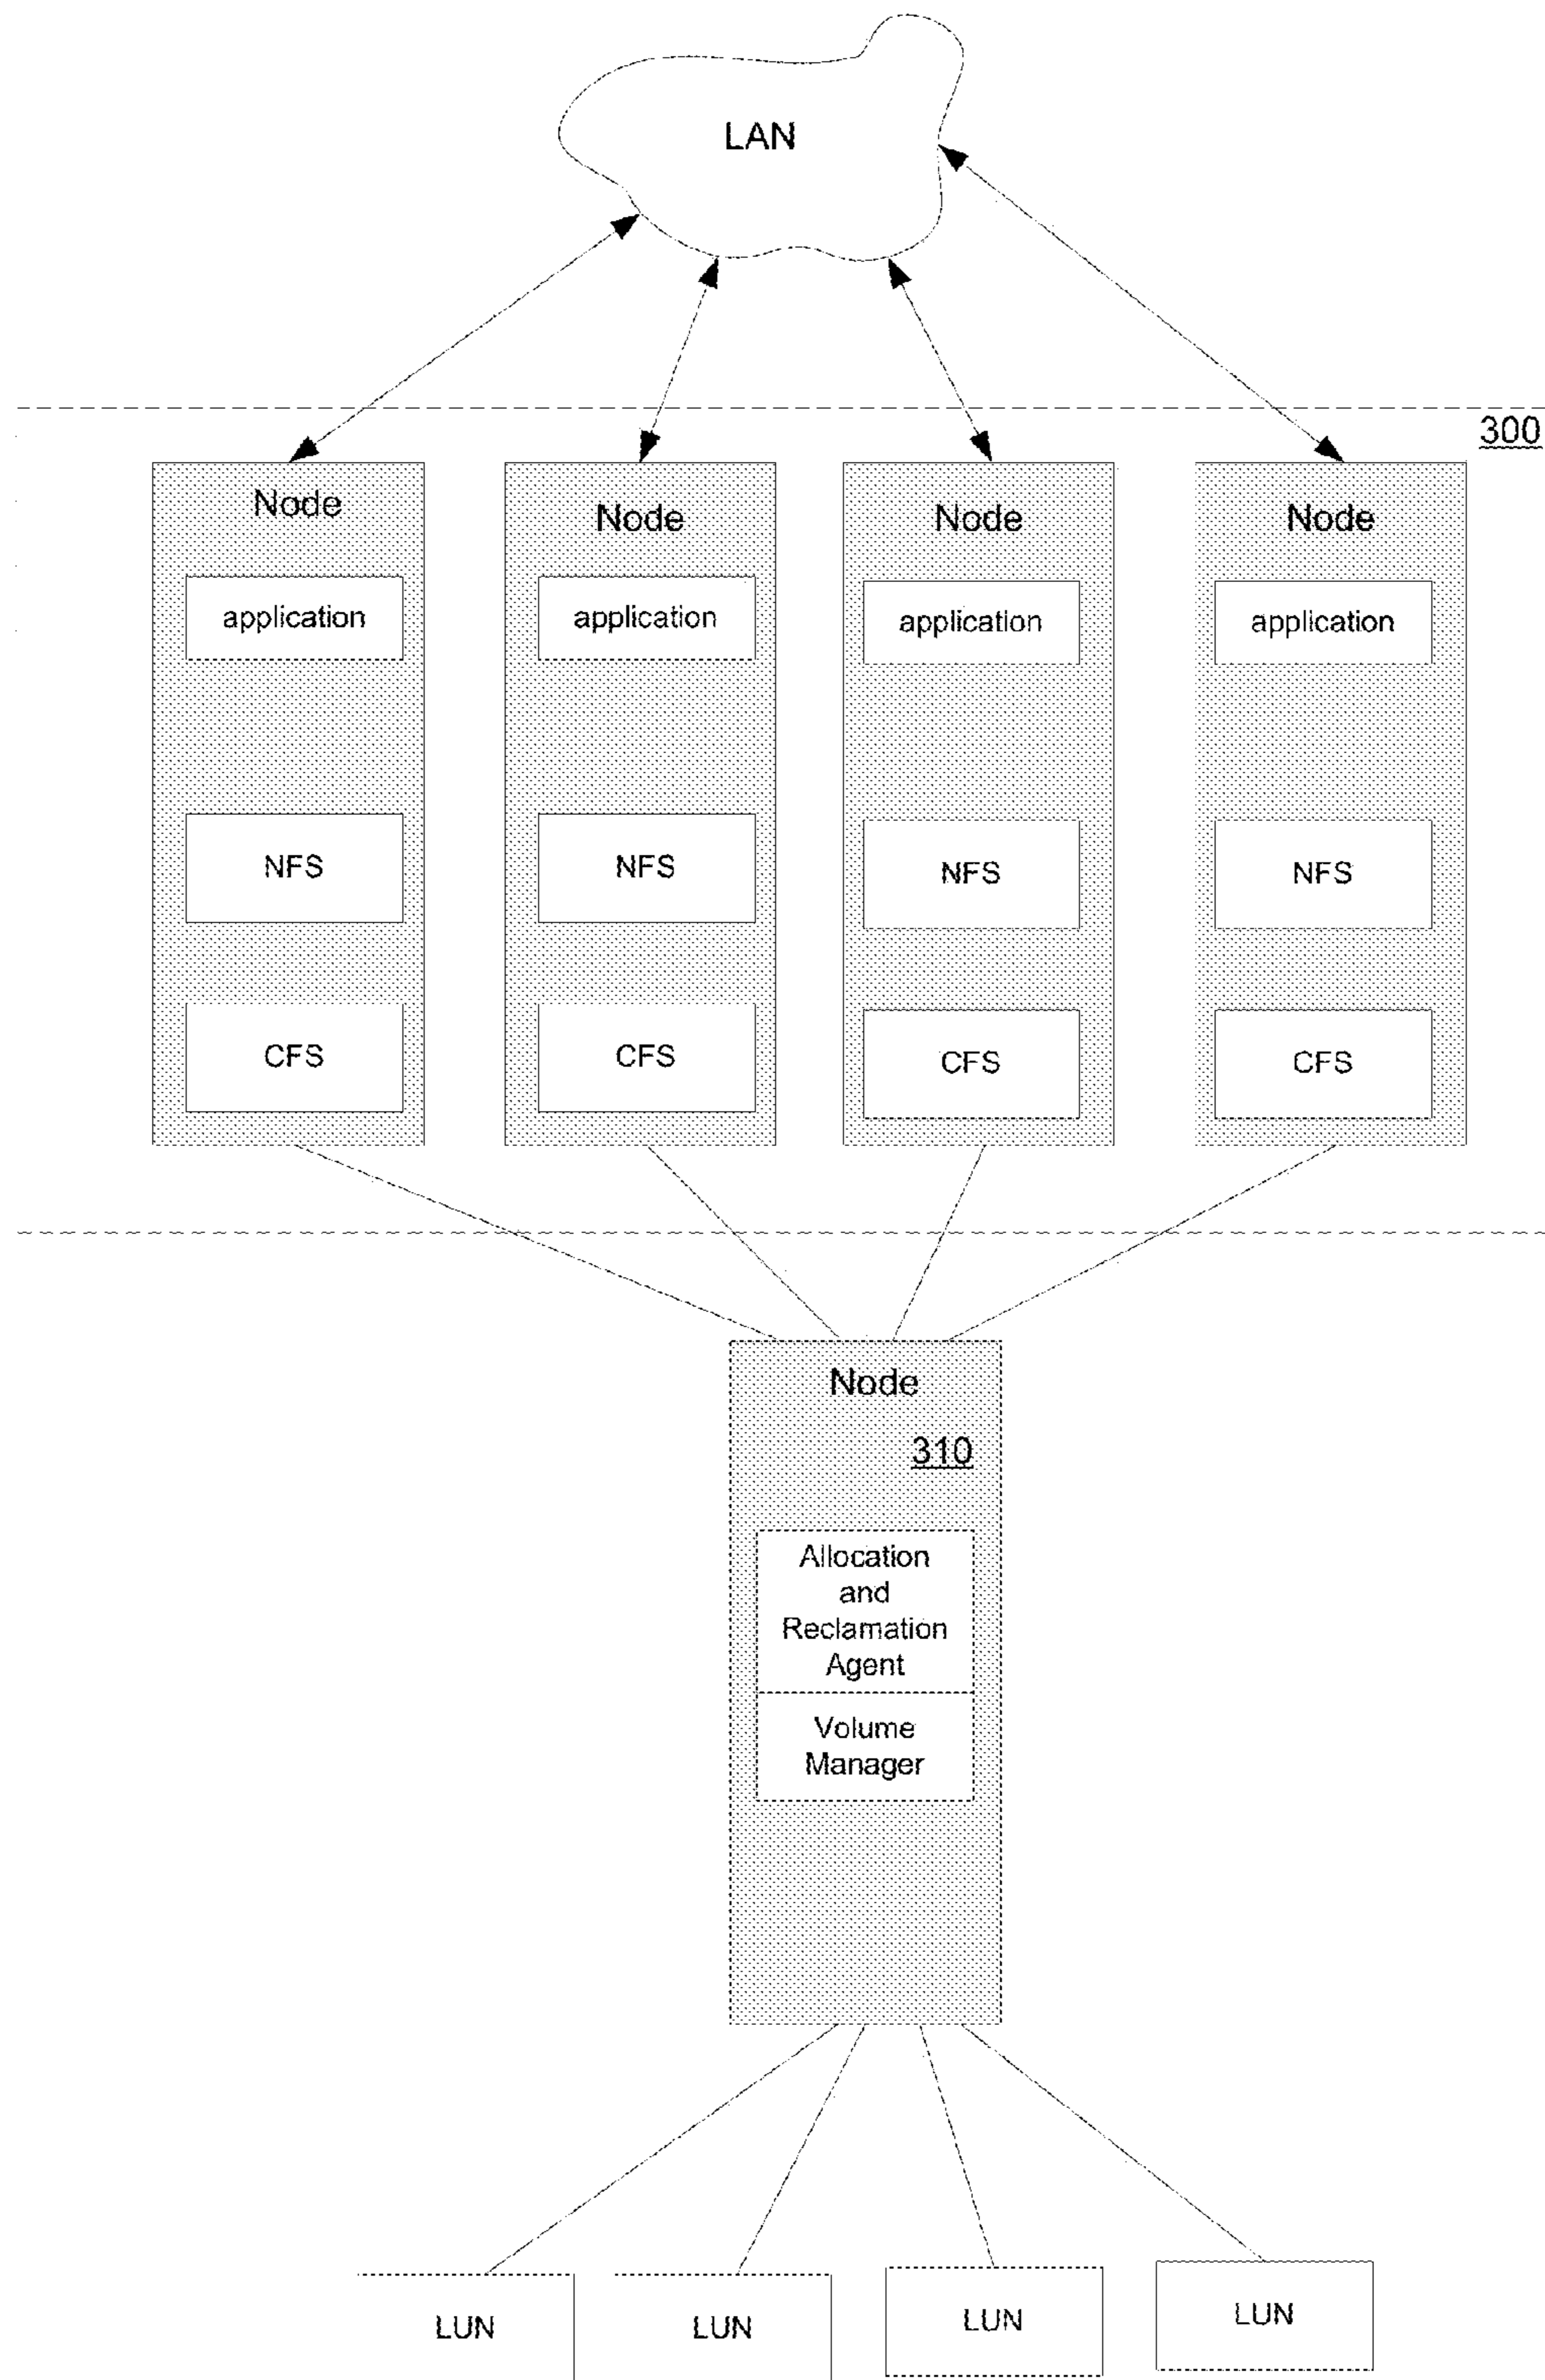 LAN
300
Node
Node
Node
Node
application
application
application
application
NFS
NFS
NFS
NFS
CFS
CFS
CFS
CFS
Node
310
Allocation
and
Reclamation
Agent
Volume
Manager
LUN
LUN
LUN
LUN